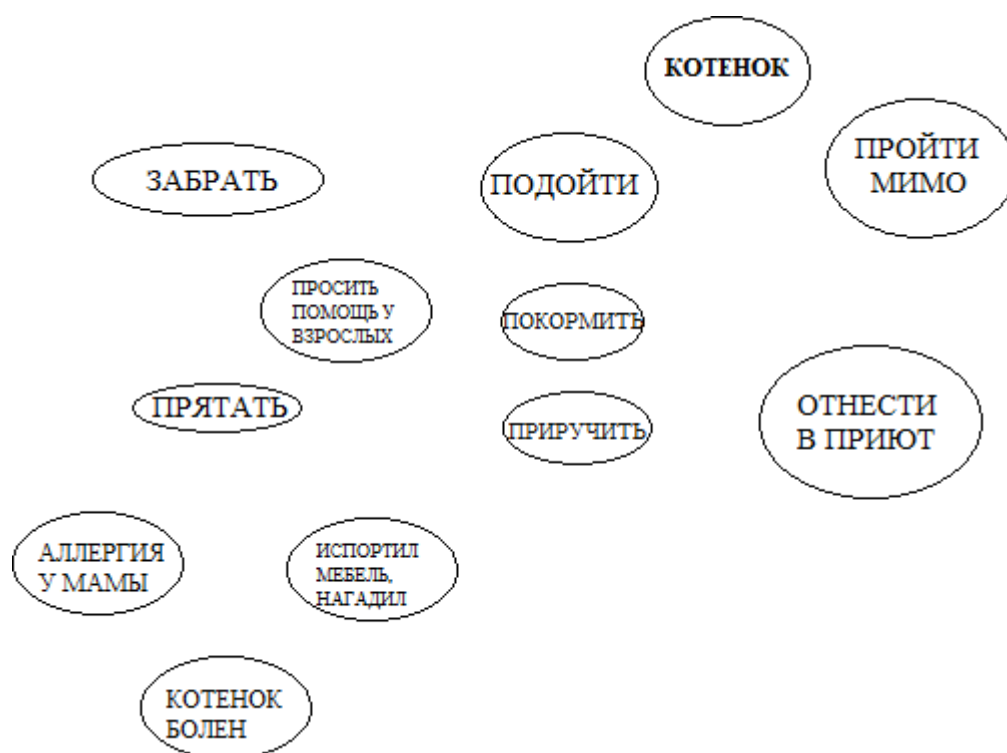 КОТЕНОК
ПРОЙТИ
МИМО
ЗАБРАТЬ
ПОДОЙТИ
ПРОСИТЬ
ПОМОЩЬ У
ВЗРОСЛЫХ
ПОКОРМИТЬ
ПРЯТАТЬ
ПРИРУЧИТЬ
ОТНЕСТИ
В ПРИЮТ
АЛЛЕРГИЯ
У МАМЫ
ИСПОРТИЛ
МЕБЕЛЬ,
НАГАДИЛ
КОТЕНОК
БОЛЕН